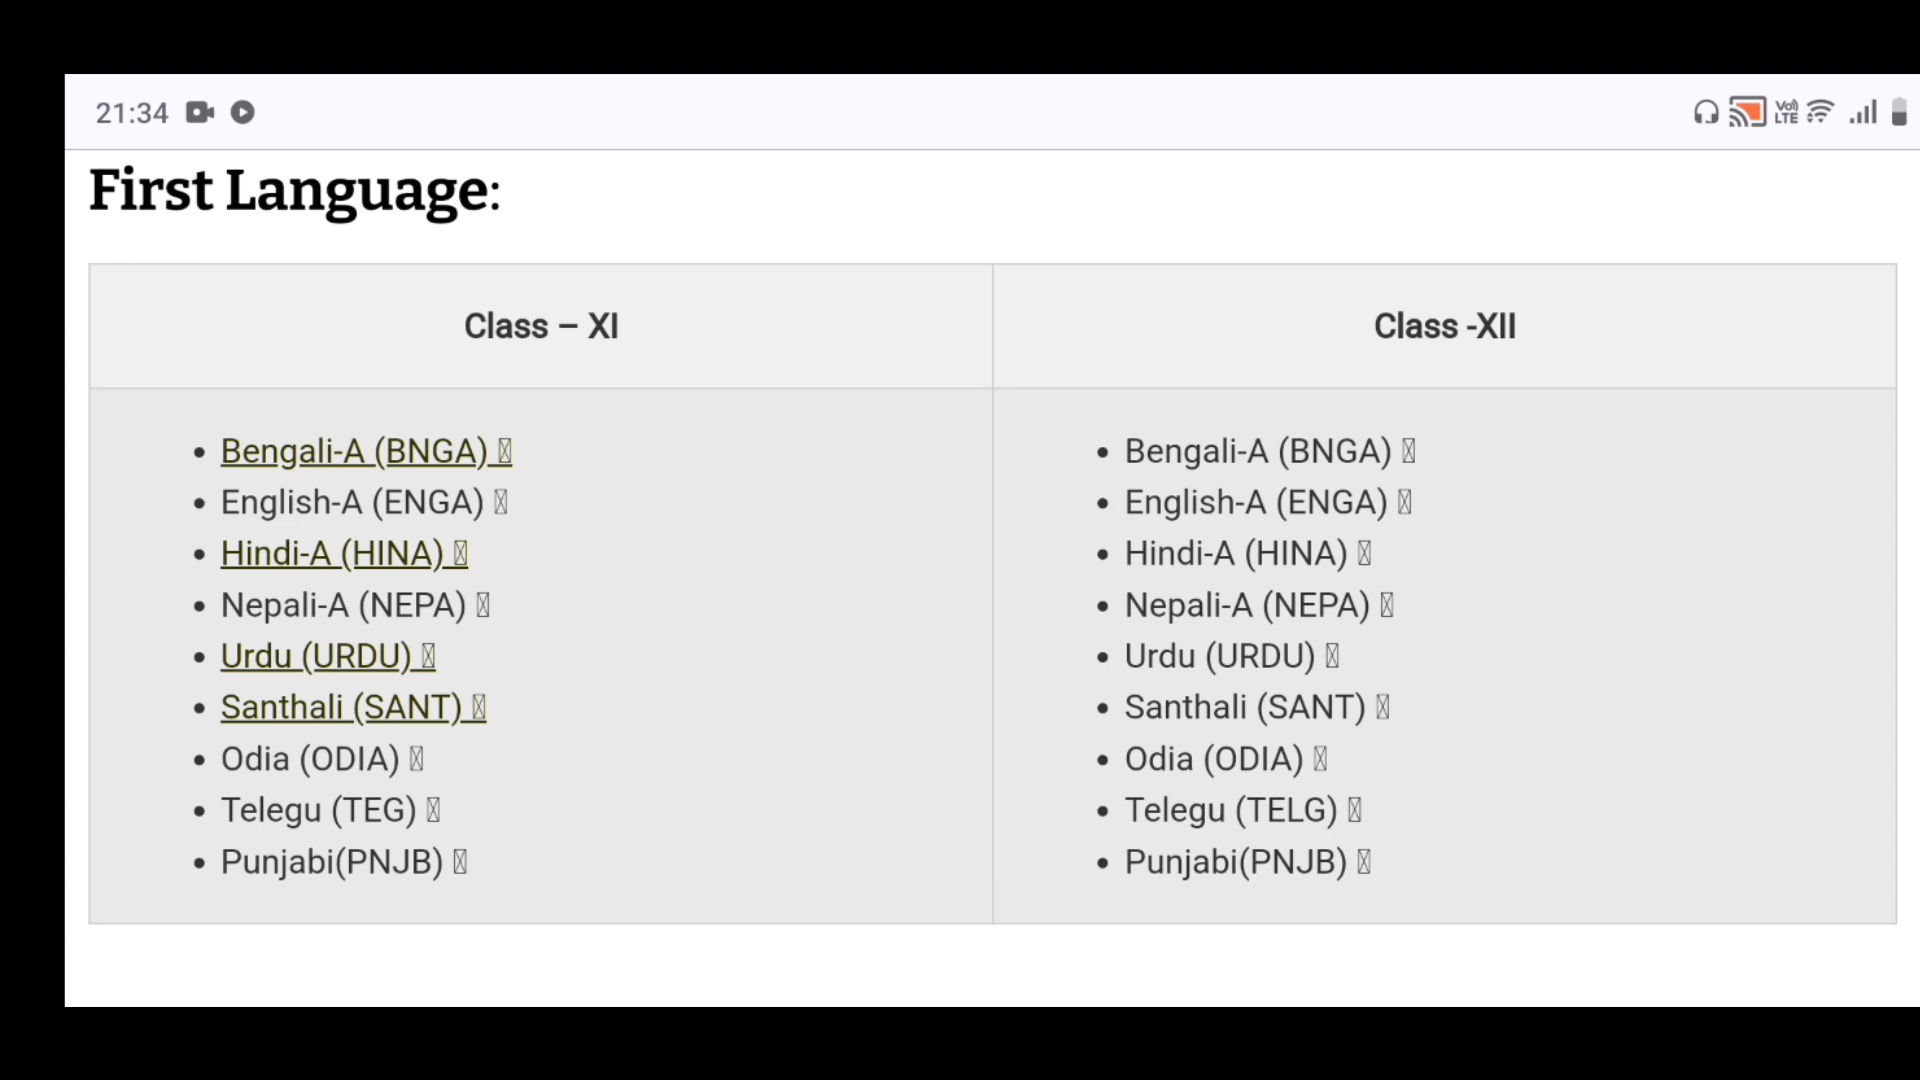 21:34
Vo) LTE
First Language:
Class – XI
Class -XII
Bengali-A (BNGA)
English-A (ENGA)
Hindi-A (HINA)
Nepali-A (NEPA)
Urdu (URDU)
Santhali (SANT)
Odia (ODIA)
Telegu (TEG)
Punjabi(PNJB)
Bengali-A (BNGA)
English-A (ENGA)
Hindi-A (HINA)
Nepali-A (NEPA)
Urdu (URDU)
Santhali (SANT)
Odia (ODIA)
Telegu (TELG)
Punjabi(PNJB)